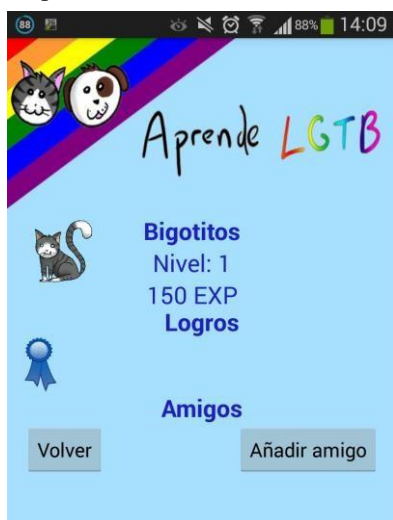 88 88% 14:09
Aprende LGTB
Bigotitos
Nivel: 1
150 EXP
Logros
Amigos
Volver Añadir amigo